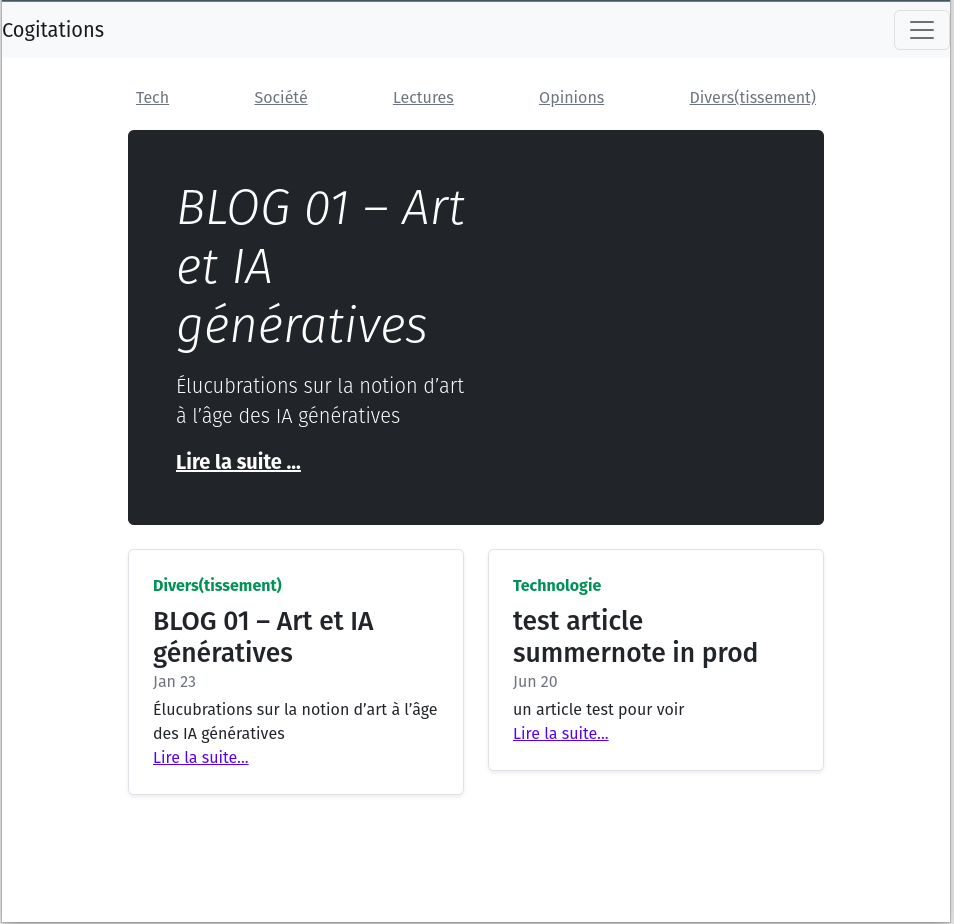 Cogitations
Tech Société Lectures Opinions Divers(tissement)
BLOG 01 – Art
et IA
génératives
Élucubrations sur la notion d’art
à l’âge des IA génératives
Lire la suite ...
Divers(tissement)
BLOG 01 – Art et IA
génératives
Jan 23
Élucubrations sur la notion d’art à l’âge
des IA génératives
Lire la suite...
Technologie
test article
summernote in prod
Jun 20
un article test pour voir
Lire la suite...